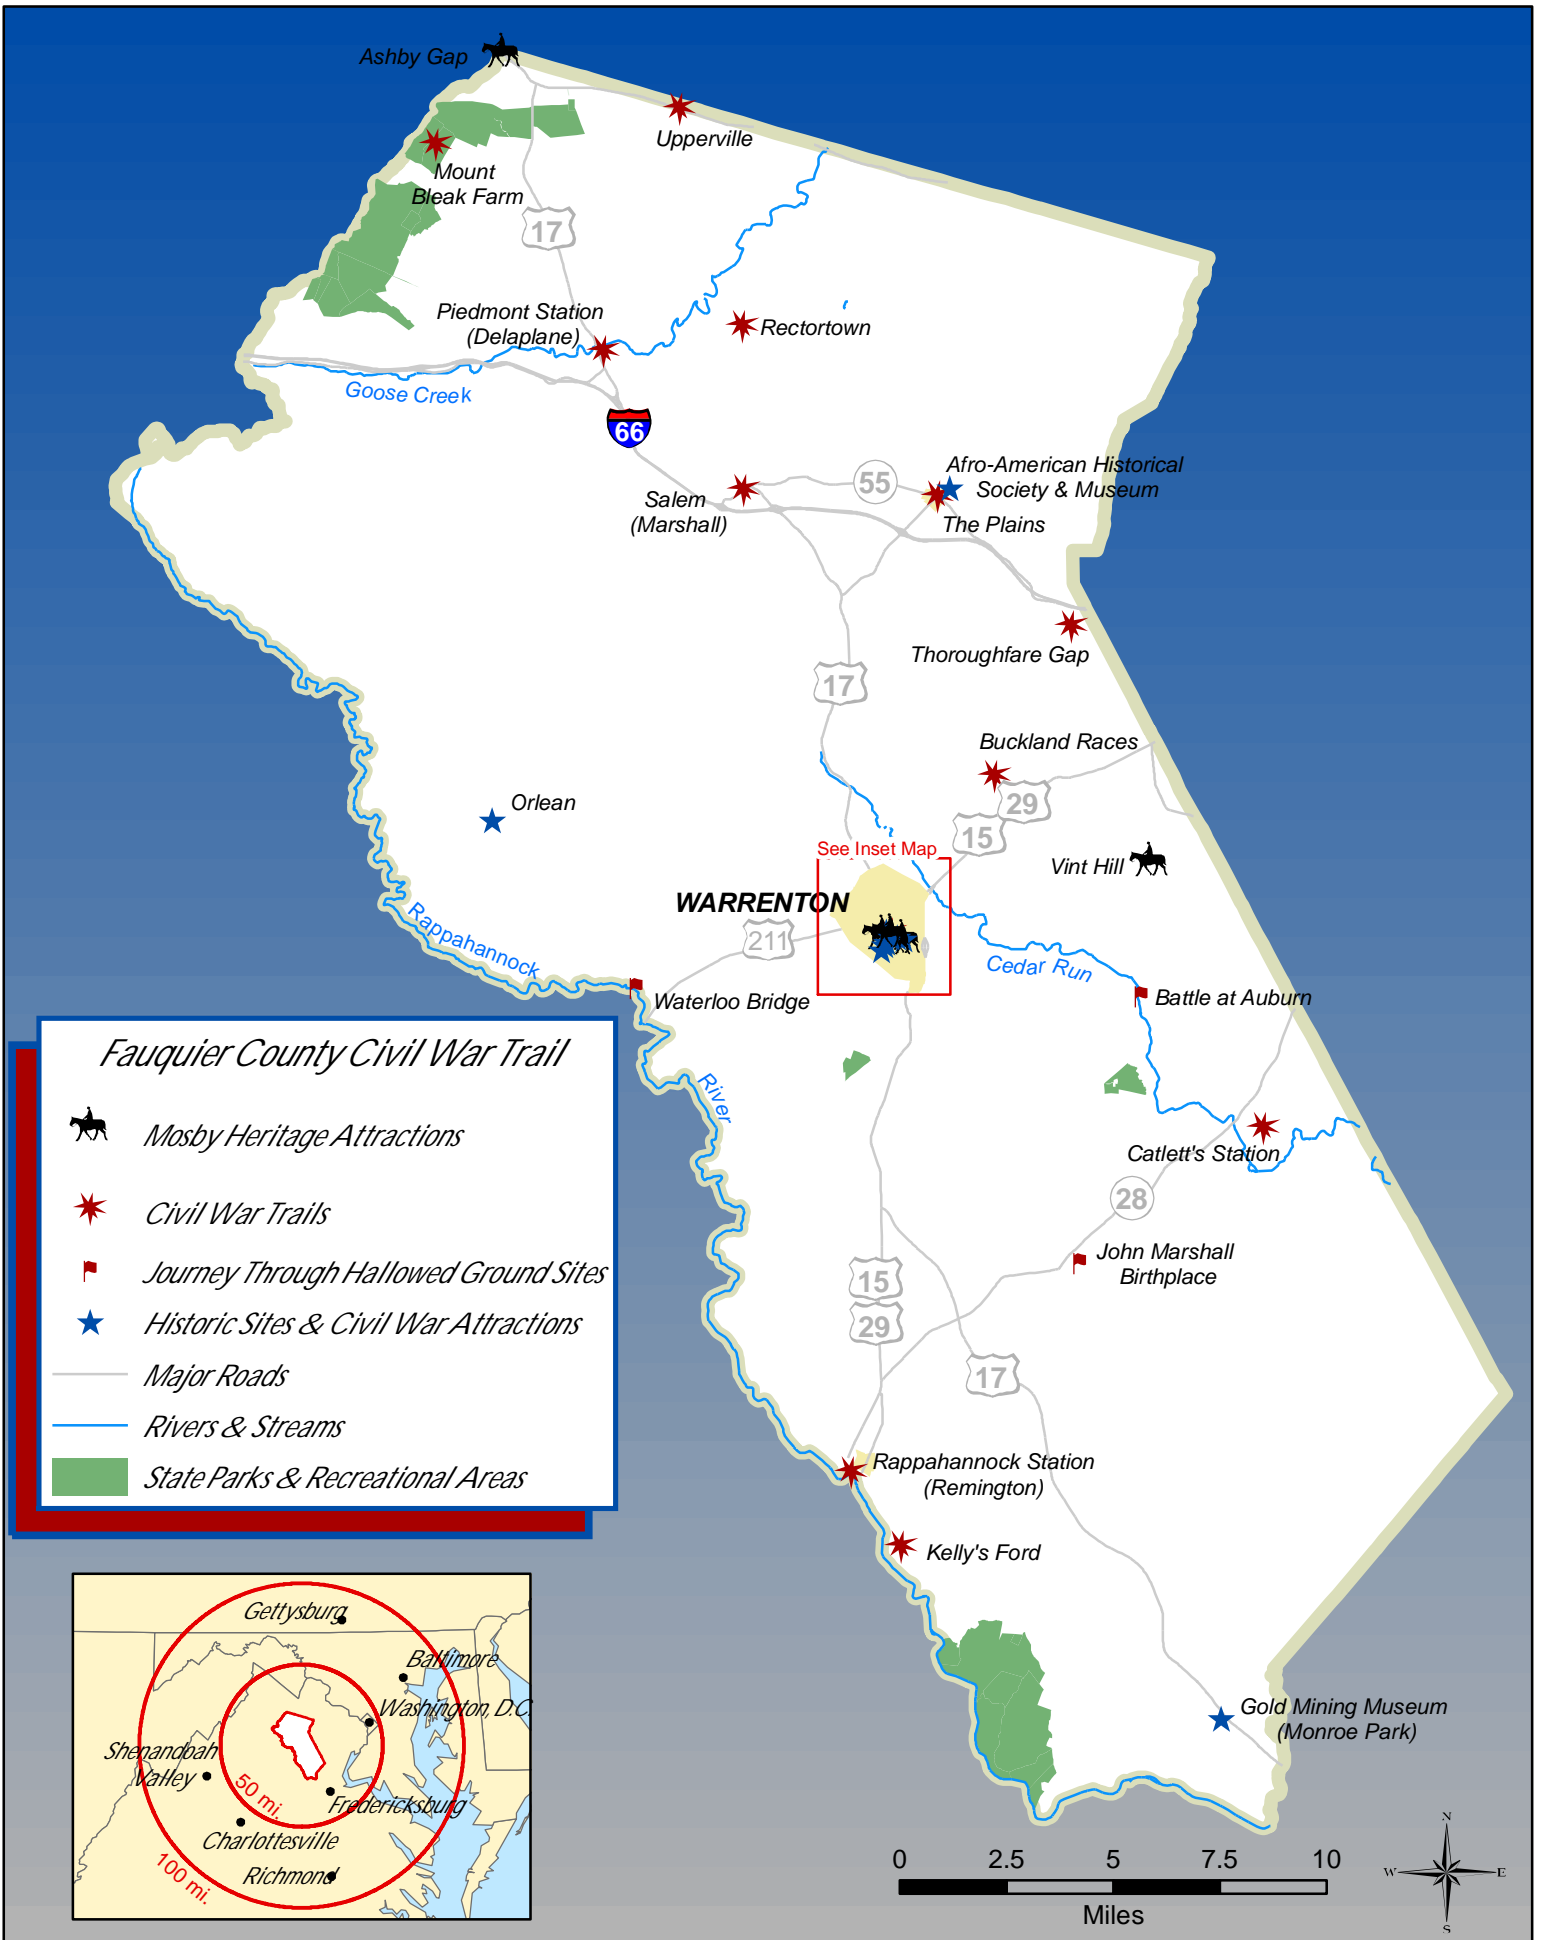 Ashby Gap
Upperville
Mount
Bleak Farm
17
Piedmont Station
(Delaplane)
Rectortown
Goose Creek
66
Afro-American Historical
Society & Museum
55
Salem
(Marshall)
The Plains
Thoroughfare Gap
17
Buckland Races
29
Orlean
15
See Inset Map
Vint Hill
WARRENTON
211
Rappahannock
Cedar Run
Waterloo Bridge
Battle at Auburn
River
Catlett's Station
28
John Marshall
Birthplace
15
29
17
Rappahannock Station
(Remington)
Kelly's Ford
Gold Mining Museum
(Monroe Park)
Fauquier County Civil War Trail
Mosby Heritage Attractions
Civil War Trails
Journey Through Hallowed Ground Sites
Historic Sites & Civil War Attractions
Major Roads
Rivers & Streams
State Parks & Recreational Areas
Gettysburg
Baltimore
Washington, D.C.
Shenandoah
Valley
50 mi.
Fredericksburg
Charlottesville
Richmond
100 mi.
0 2.5 5 7.5 10
Miles
N
W E
S